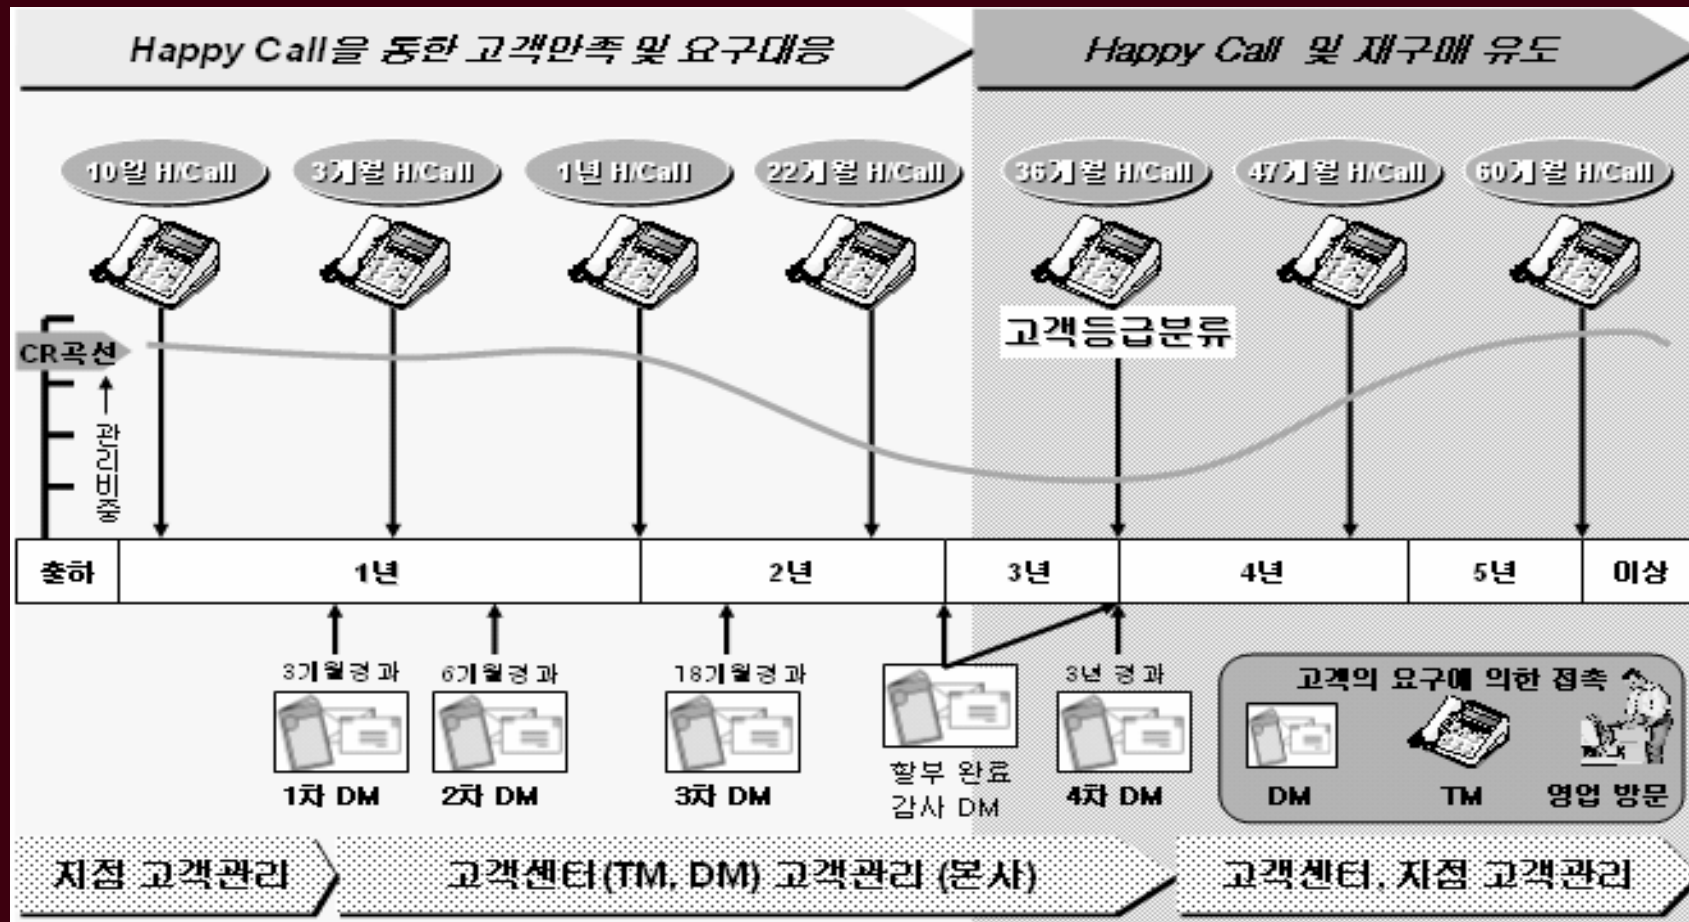 Happy Call을 통한 고객만족 및 요구대응
Happy Call 및 재구매 유도
10일 H/Call
3개월 H/Call
1년 H/Call
22개월 H/Call
36개월 H/Call
47개월 H/Call
60개월 H/Call
고객등급분류
CR곡선
관리비중
출하
1년
2년
3년
4년
5년
이상
3개월경과
6개월경과
18개월경과
3년 경과
1차 DM
2차 DM
3차 DM
할부 완료
감사 DM
4차 DM
고객의 요구에 의한 접촉
DM
TM
영업 방문
지점 고객관리
고객센터(TM, DM) 고객관리 (본사)
고객센터, 지점 고객관리